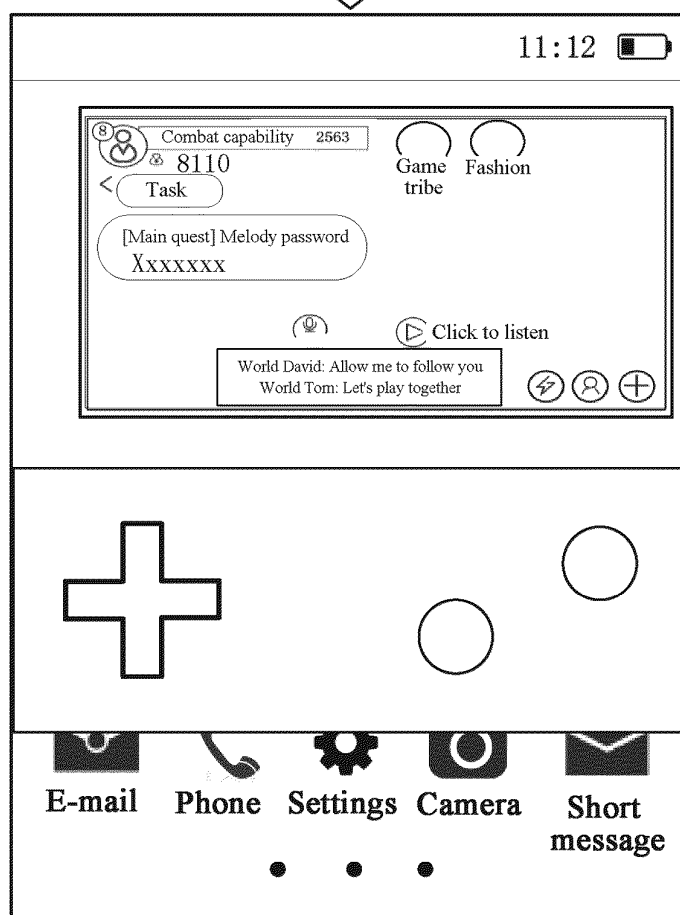 11:12
8
Combat capability 2563
8110
Game
tribe
Fashion
< Task
[Main quest] Melody password
Xxxxxxx
Click to listen
World David: Allow me to follow you
World Tom: Let's play together
E-mail
Phone
Settings
Camera
Short
message